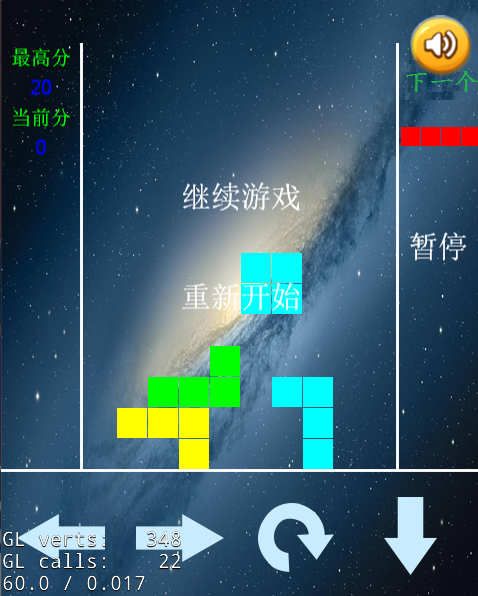 最高分
20
当前分
0
下一个
继续游戏
暂停
重新开始
GL verts: 348
GL calls: 22
60.0 / 0.017